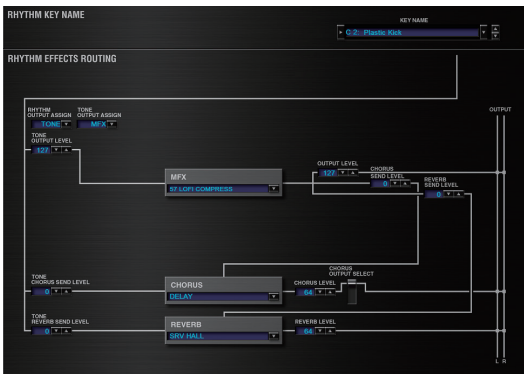 RHYTHM KEY NAME
KEY NAME
C 2: Plastic Kick
RHYTHM EFFECTS ROUTING
OUTPUT
RHYTHM
OUTPUT ASSIGN
TONE
OUTPUT ASSIGN
TONE
MFX
TONE
OUTPUT LEVEL
127
MFX
57 LOFI COMPRESS
OUTPUT LEVEL
127
CHORUS
SEND LEVEL
0
REVERB
SEND LEVEL
0
TONE
CHORUS SEND LEVEL
0
CHORUS
DELAY
CHORUS LEVEL
64
CHORUS
OUTPUT SELECT
TONE
REVERB SEND LEVEL
0
REVERB
SRV HALL
REVERB LEVEL
64
L R